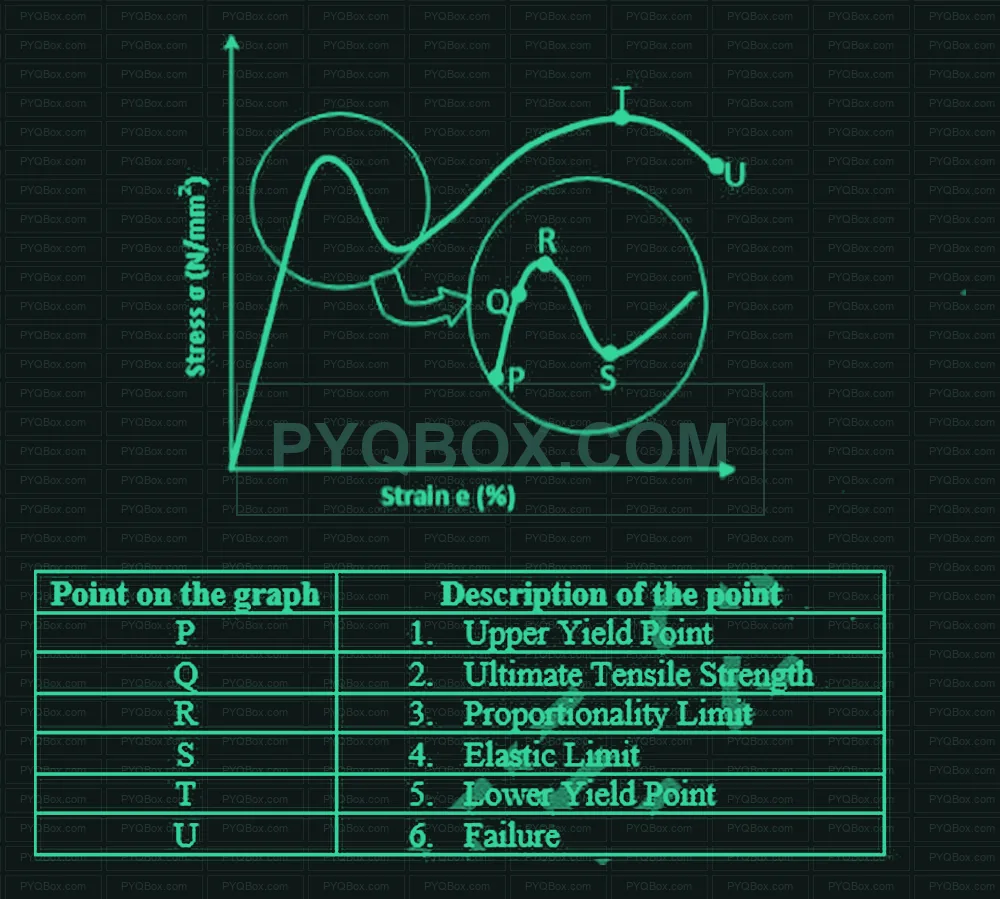 T
U
R
Q
P
S
Stress σ (N/mm²)
PYQBOX.COM
Strain e (%)
Point on the graph Description of the point
P 1. Upper Yield Point
Q 2. Ultimate Tensile Strength
R 3. Proportionality Limit
S 4. Elastic Limit
T 5. Lower Yield Point
U 6. Failure